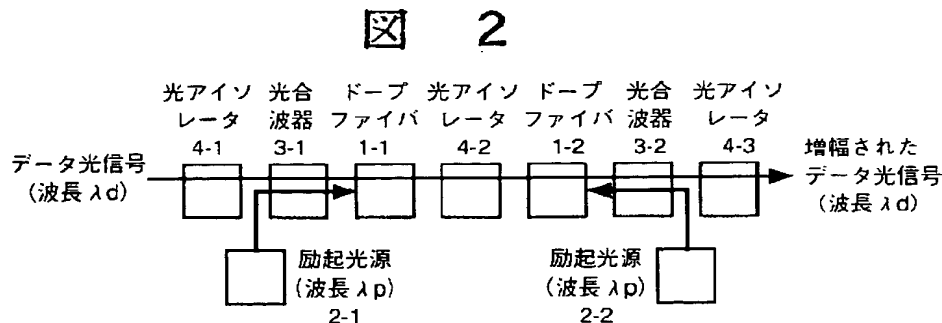 図 2
光アイソ 光合 ドープ 光アイソ ドープ 光合 光アイソ
レータ 波器 ファイバ レータ ファイバ 波器 レータ
4-1 3-1 1-1 4-2 1-2 3-2 4-3
データ光信号
(波長 λd)
増幅された
データ光信号
(波長 λd)
励起光源
(波長 λp)
2-1
励起光源
(波長 λp)
2-2